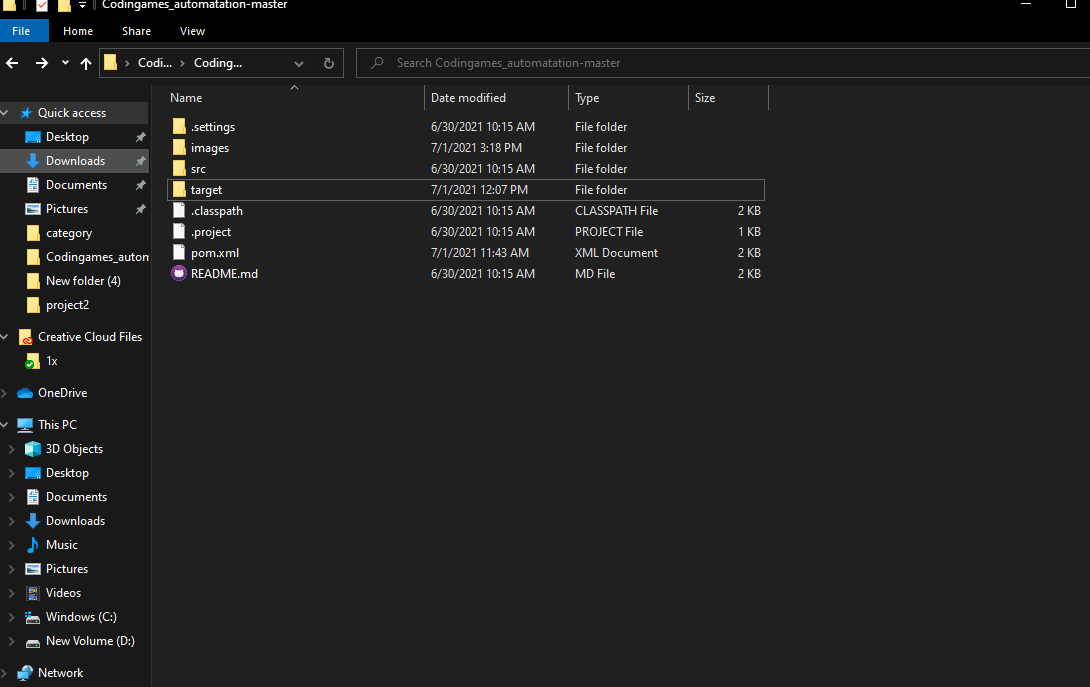 Codingames_automatation-master
File Home Share View
Codi... Coding... Search Codingames_automatation-master
Name Date modified Type Size
.settings 6/30/2021 10:15 AM File folder
images 7/1/2021 3:18 PM File folder
src 6/30/2021 10:15 AM File folder
target 7/1/2021 12:07 PM File folder
.classpath 6/30/2021 10:15 AM CLASSPATH File 2 KB
.project 6/30/2021 10:15 AM PROJECT File 1 KB
pom.xml 7/1/2021 11:43 AM XML Document 2 KB
README.md 6/30/2021 10:15 AM MD File 2 KB
Quick access
Desktop
Downloads
Documents
Pictures
category
Codingames_autom
New folder (4)
project2
Creative Cloud Files
1x
OneDrive
This PC
3D Objects
Desktop
Documents
Downloads
Music
Pictures
Videos
Windows (C:)
New Volume (D:)
Network